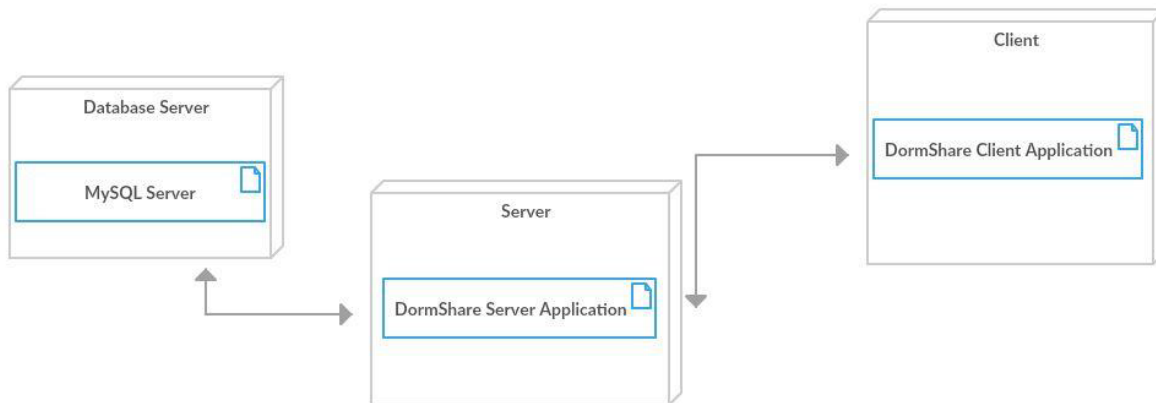 Client
Database Server
DormShare Client Application
MySQL Server
Server
DormShare Server Application